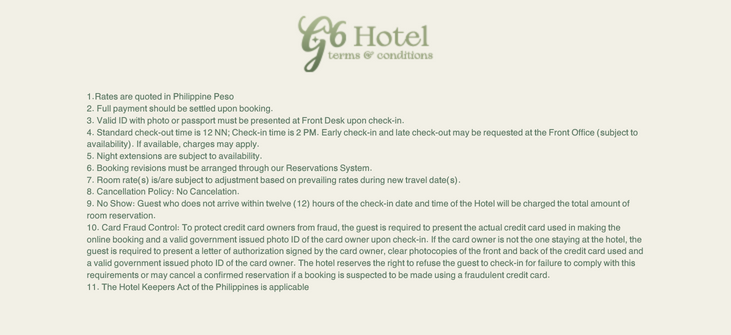 G6 Hotel
terms & conditions
1.Rates are quoted in Philippine Peso
2. Full payment should be settled upon booking.
3. Valid ID with photo or passport must be presented at Front Desk upon check-in.
4. Standard check-out time is 12 NN; Check-in time is 2 PM. Early check-in and late check-out may be requested at the Front Office (subject to
availability). If available, charges may apply.
5. Night extensions are subject to availability.
6. Booking revisions must be arranged through our Reservations System.
7. Room rate(s) is/are subject to adjustment based on prevailing rates during new travel date(s).
8. Cancellation Policy: No Cancelation.
9. No Show: Guest who does not arrive within twelve (12) hours of the check-in date and time of the Hotel will be charged the total amount of
room reservation.
10. Card Fraud Control: To protect credit card owners from fraud, the guest is required to present the actual credit card used in making the
online booking and a valid government issued photo ID of the card owner upon check-in. If the card owner is not the one staying at the hotel, the
guest is required to present a letter of authorization signed by the card owner, clear photocopies of the front and back of the credit card used and
a valid government issued photo ID of the card owner. The hotel reserves the right to refuse the guest to check-in for failure to comply with this
requirements or may cancel a confirmed reservation if a booking is suspected to be made using a fraudulent credit card.
11. The Hotel Keepers Act of the Philippines is applicable